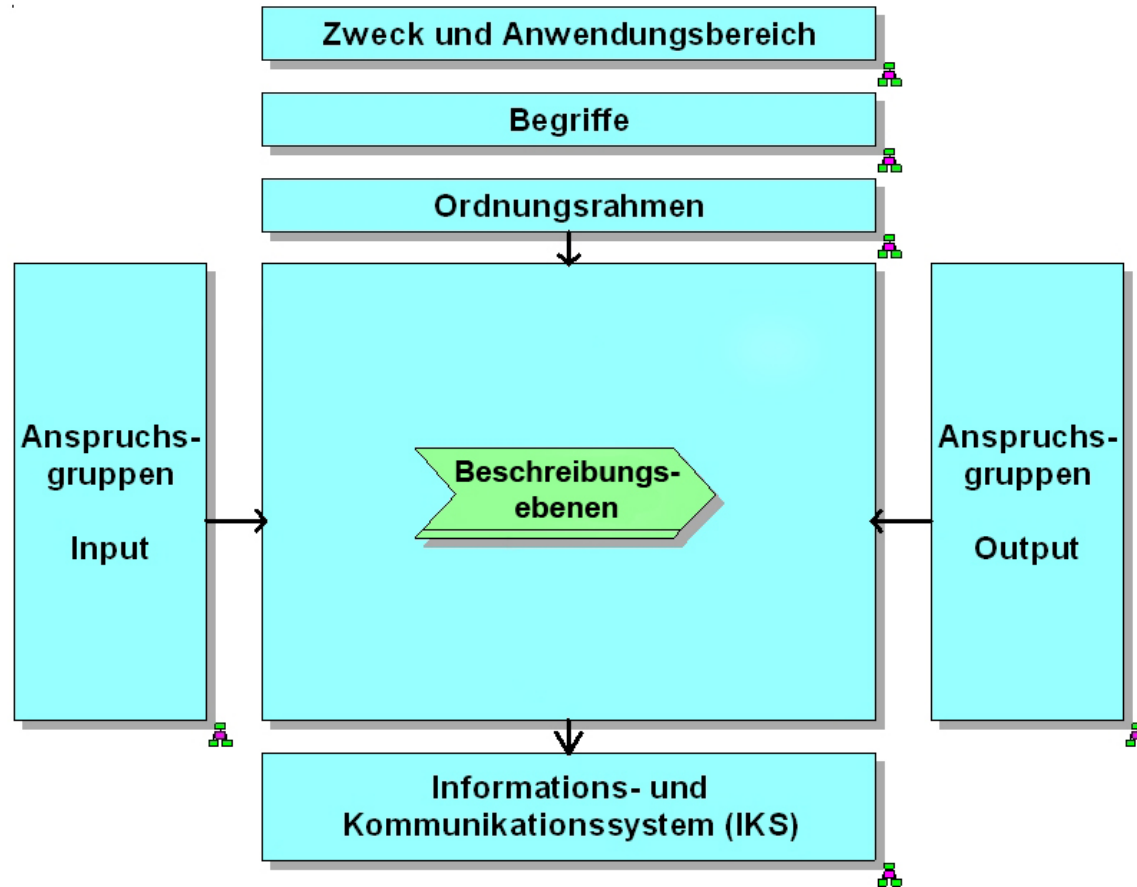 Zweck und Anwendungsbereich
Begriffe
Ordnungsrahmen
Anspruchs-
gruppen
Input
Beschreibungs-
ebenen
Anspruchs-
gruppen
Output
Informations- und
Kommunikationssystem (IKS)